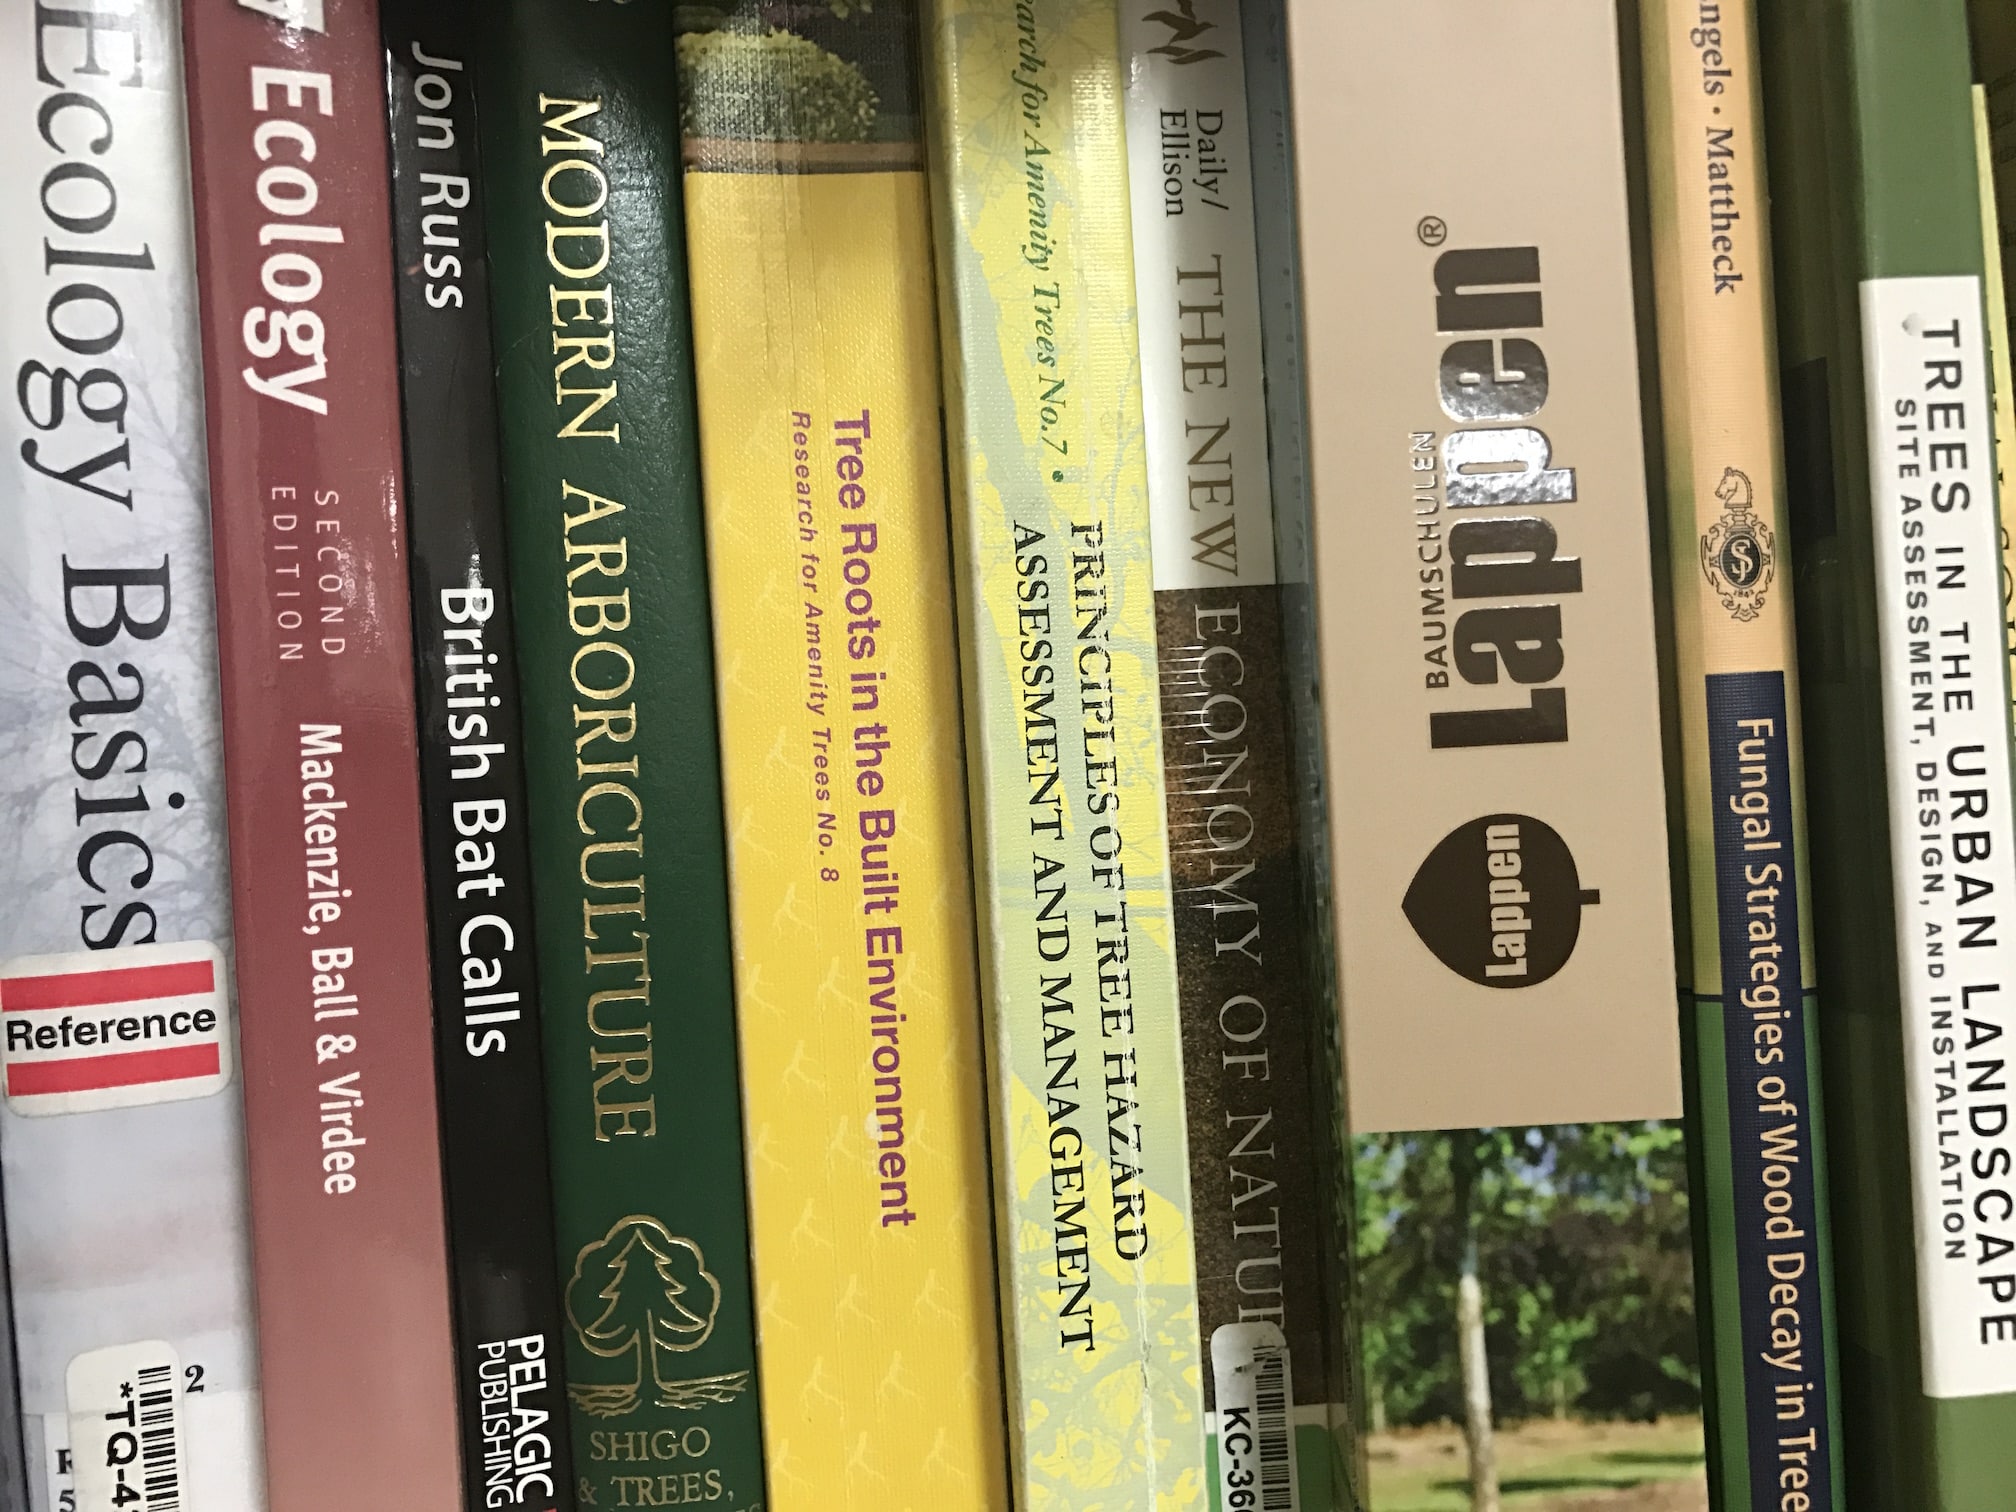 Ecology Basics
Reference
2
*TQ-4
Ecology
SECOND
EDITION
Mackenzie, Ball & Virdee
Jon Russ
British Bat Calls
PELAGIC
PUBLISHING
MODERN ARBORICULTURE
SHIGO
& TREES,
Tree Roots in the Built Environment
Research for Amenity Trees No. 8
for Amenity Trees No.7 •
PRINCIPLES OF TREE HAZARD
ASSESSMENT AND MANAGEMENT
Daily/
Ellison
THE NEW ECONOMY OF NATURE
KC-36
Lappen®
BAUMSCHULEN
Lappen
ngels · Mattheck
Fungal Strategies of Wood Decay in Tree
TREES IN THE URBAN LANDSCAPE
SITE ASSESSMENT, DESIGN, AND INSTALLATION